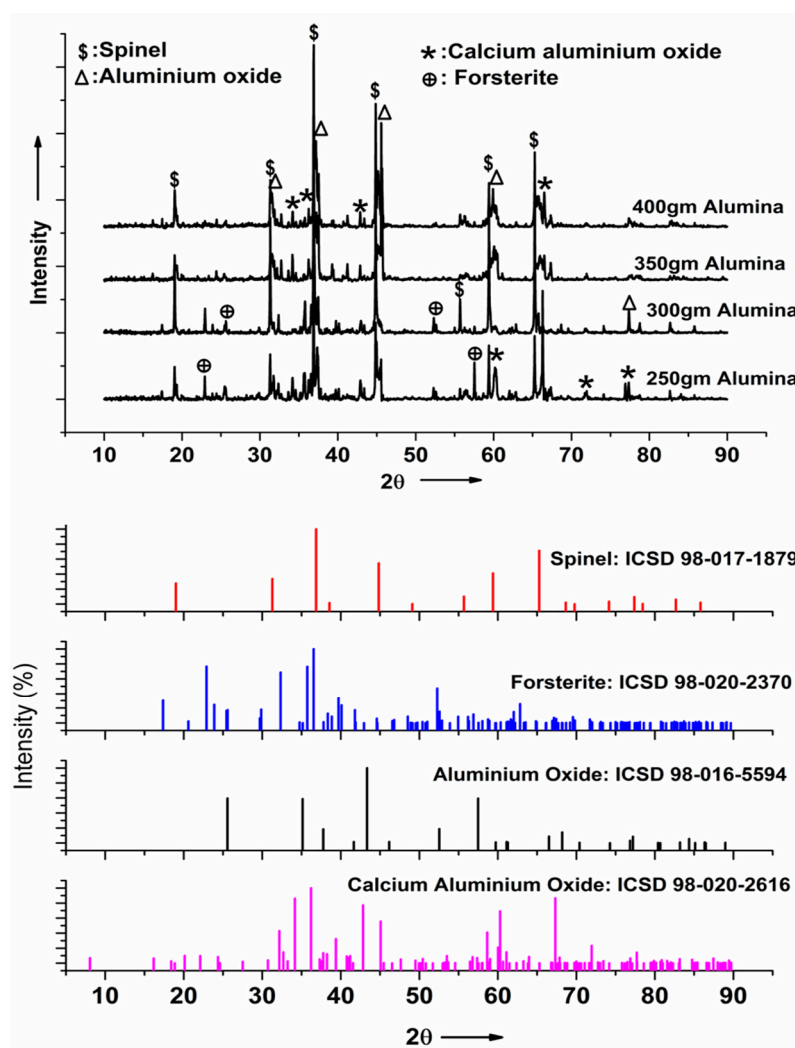 $:Spinel
*:Calcium aluminium oxide
Δ:Aluminium oxide
⊕: Forsterite
$
Δ
$
Δ
$
$
Δ
*
*
*
$
Δ
$
*
400gm Alumina
350gm Alumina
⊕
⊕
$
Δ
300gm Alumina
⊕
⊕
*
*
*
250gm Alumina
Intensity
10 20 30 40 50 60 70 80 90
2θ
Spinel: ICSD 98-017-1879
Forsterite: ICSD 98-020-2370
Aluminium Oxide: ICSD 98-016-5594
Calcium Aluminium Oxide: ICSD 98-020-2616
Intensity (%)
10 20 30 40 50 60 70 80 90
2θ